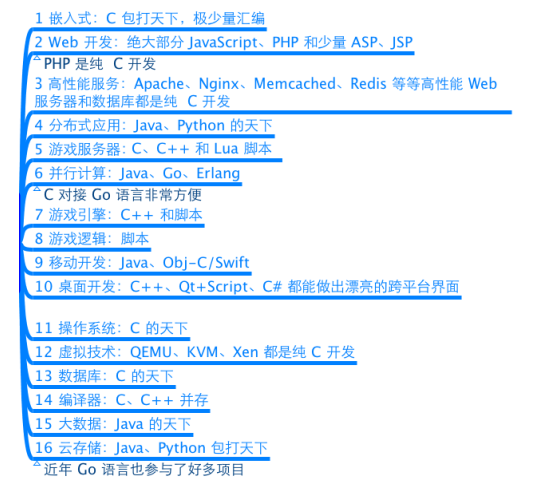 1 嵌入式：C 包打天下，极少量汇编
2 Web 开发：绝大部分 JavaScript、PHP 和少量 ASP、JSP
PHP 是纯 C 开发
3 高性能服务：Apache、Nginx、Memcached、Redis 等等高性能 Web
服务器和数据库都是纯 C 开发
4 分布式应用：Java、Python 的天下
5 游戏服务器: C、C++ 和 Lua 脚本
6 并行计算：Java、Go、Erlang
C 对接 Go 语言非常方便
7 游戏引擎：C++ 和脚本
8 游戏逻辑：脚本
9 移动开发：Java、Obj-C/Swift
10 桌面开发：C++、Qt+Script、C# 都能做出漂亮的跨平台界面
11 操作系统：C 的天下
12 虚拟技术：QEMU、KVM、Xen 都是纯 C 开发
13 数据库：C 的天下
14 编译器：C、C++ 并存
15 大数据：Java 的天下
16 云存储：Java、Python 包打天下
近年 Go 语言也参与了好多项目